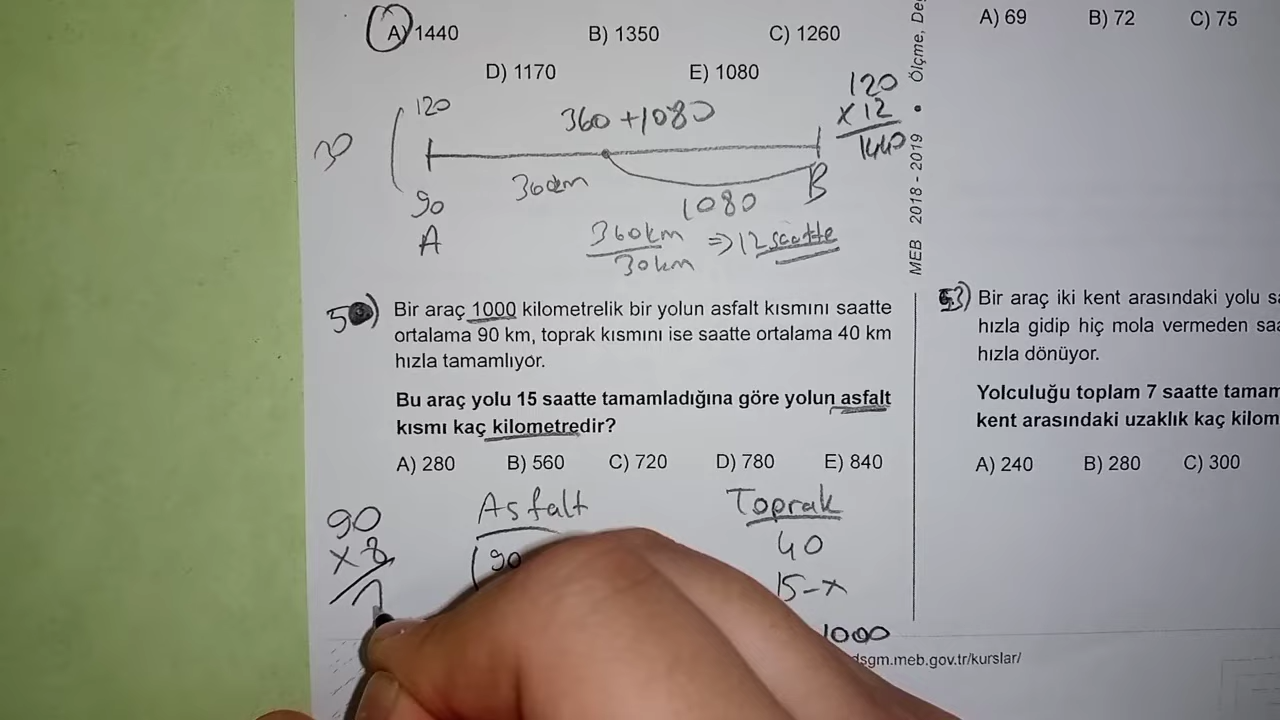 A) 1440 B) 1350 C) 1260
D) 1170 E) 1080
120
360+1080
30
36 km
90
A
1080
B
360km
30km
⇒12 saatte
120
x 12
1440
MEB 2018 - 2019 • Ölçme, De
A) 69 B) 72 C) 75
50)
Bir araç 1000 kilometrelik bir yolun asfalt kısmını saatte
ortalama 90 km, toprak kısmını ise saatte ortalama 40 km
hızla tamamlıyor.
Bu araç yolu 15 saatte tamamladığına göre yolun asfalt
kısmı kaç kilometredir?
A) 280 B) 560 C) 720 D) 780 E) 840
Asfalt
90
Toprak
40
15-x
1000
90
x 8
7
dsgm.meb.gov.tr/kurslar/
53)
Bir araç iki kent arasındaki yolu sa
hızla gidip hiç mola vermeden saa
hızla dönüyor.
Yolculuğu toplam 7 saatte tamam
kent arasındaki uzaklık kaç kilom
A) 240 B) 280 C) 300